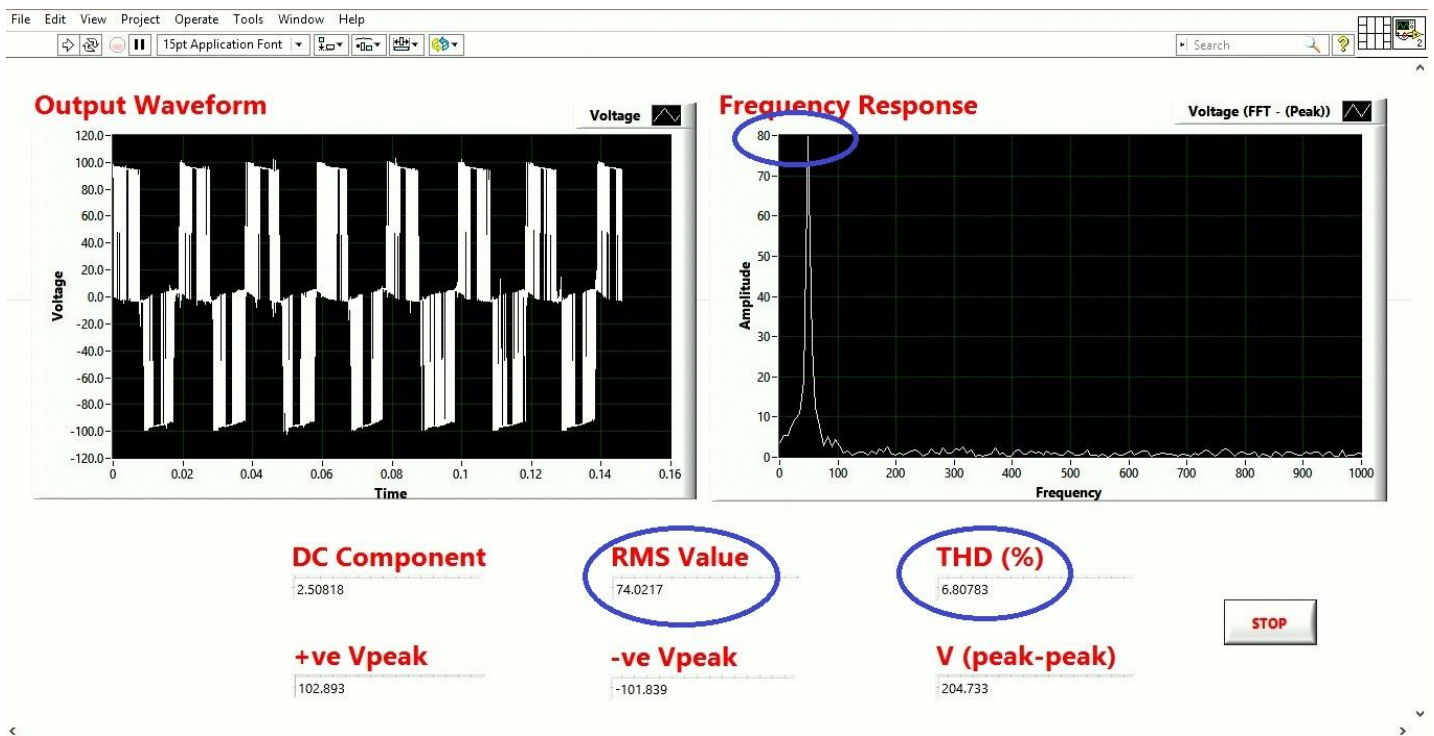 File Edit View Project Operate Tools Window Help
15pt Application Font
Search
2
Output Waveform
Voltage
120.0
100.0
80.0
60.0
40.0
20.0
0.0
-20.0
-40.0
-60.0
-80.0
-100.0
-120.0
Voltage
0 0.02 0.04 0.06 0.08 0.1 0.12 0.14 0.16
Time
Frequency Response
Voltage (FFT - (Peak))
80
70
60
50
40
30
20
10
0
Amplitude
0 100 200 300 400 500 600 700 800 900 1000
Frequency
DC Component
2.50818
RMS Value
74.0217
THD (%)
6.80783
STOP
+ve Vpeak
102.893
-ve Vpeak
-101.839
V (peak-peak)
204.733